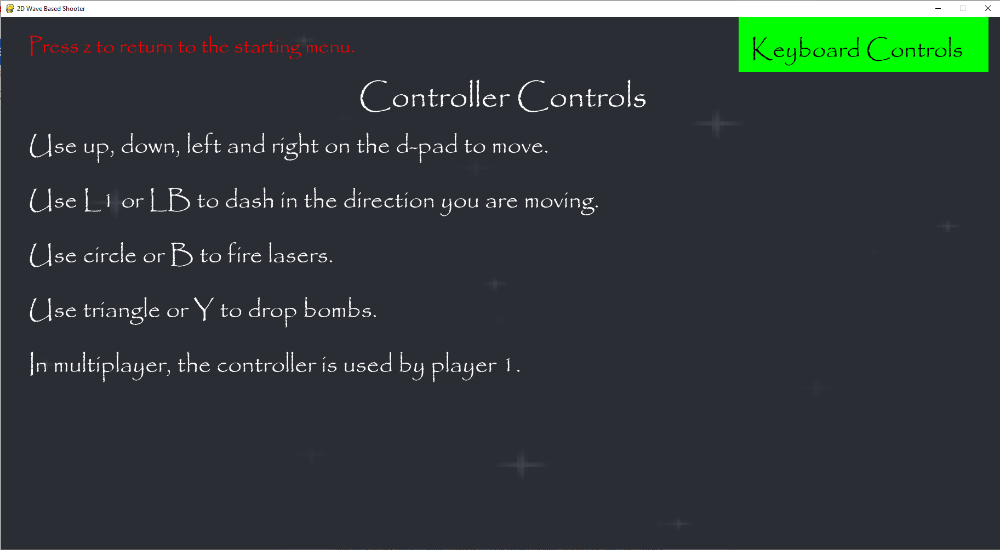 2D Wave Based Shooter
Press z to return to the starting menu.
Keyboard Controls
Controller Controls
Use up, down, left and right on the d-pad to move.
Use L1 or LB to dash in the direction you are moving.
Use circle or B to fire lasers.
Use triangle or Y to drop bombs.
In multiplayer, the controller is used by player 1.